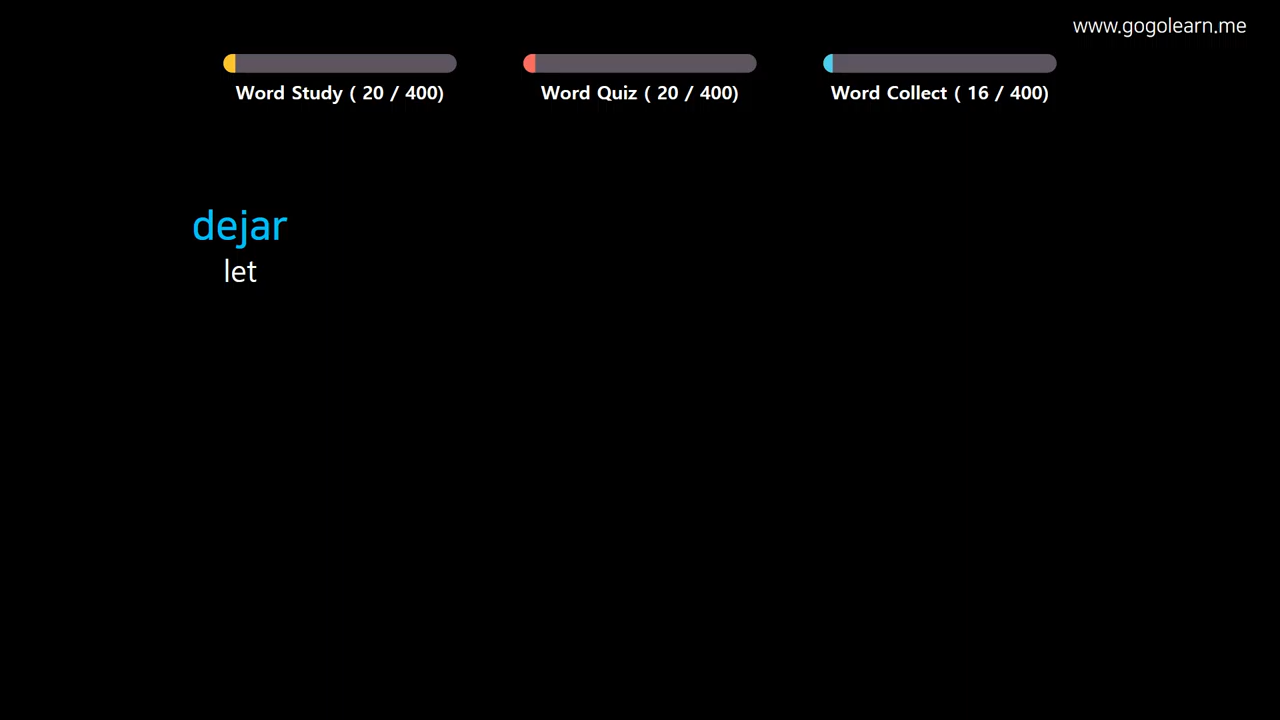 www.gogolearn.me
Word Study ( 20 / 400)
Word Quiz ( 20 / 400)
Word Collect ( 16 / 400)
dejar
let